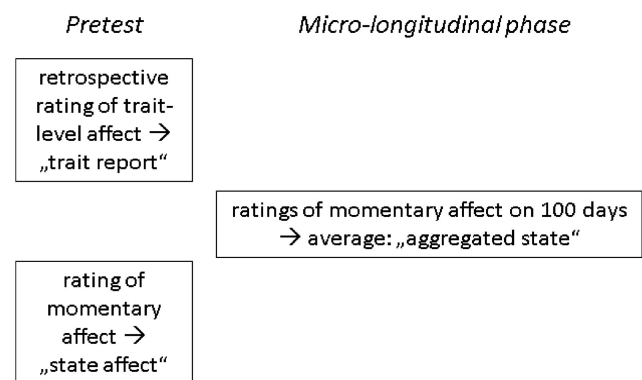 Pretest
Micro-longitudinal phase
retrospective
rating of trait-
level affect →
„trait report“
ratings of momentary affect on 100 days
→ average: „aggregated state“
rating of
momentary
affect →
„state affect“